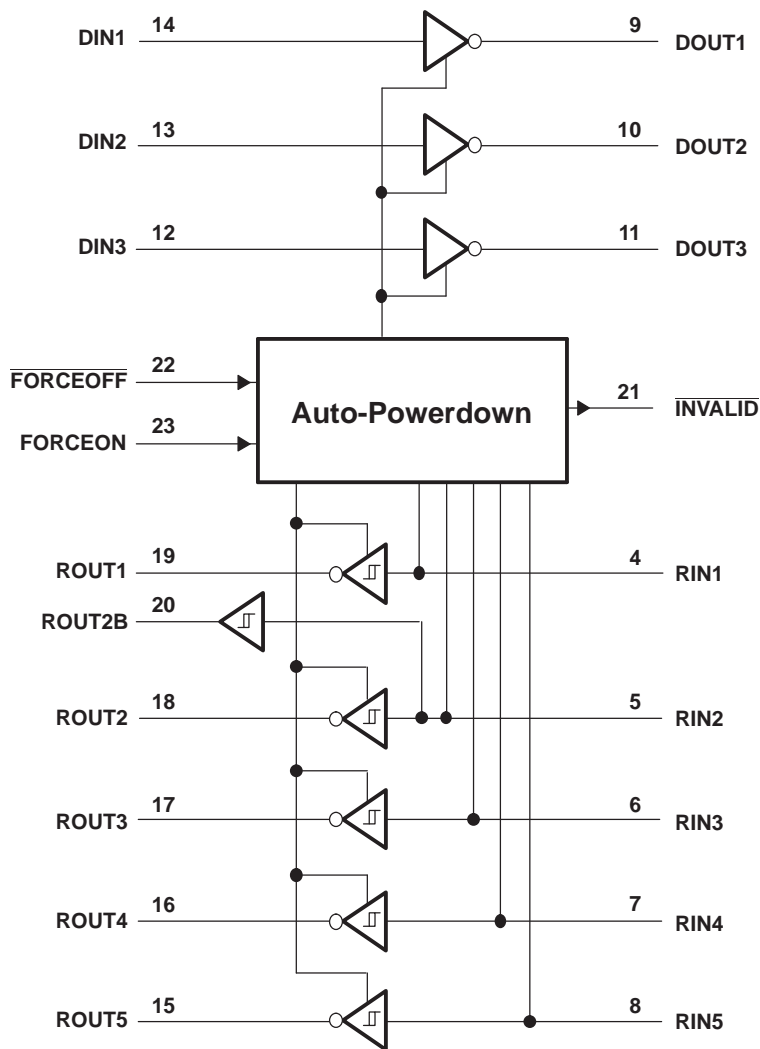 DIN1 14 9 DOUT1
DIN2 13 10 DOUT2
DIN3 12 11 DOUT3
FORCEOFF 22
Auto-Powerdown
21 INVALID
FORCEON 23
ROUT1 19 4 RIN1
ROUT2B 20
ROUT2 18 5 RIN2
ROUT3 17 6 RIN3
ROUT4 16 7 RIN4
ROUT5 15 8 RIN5